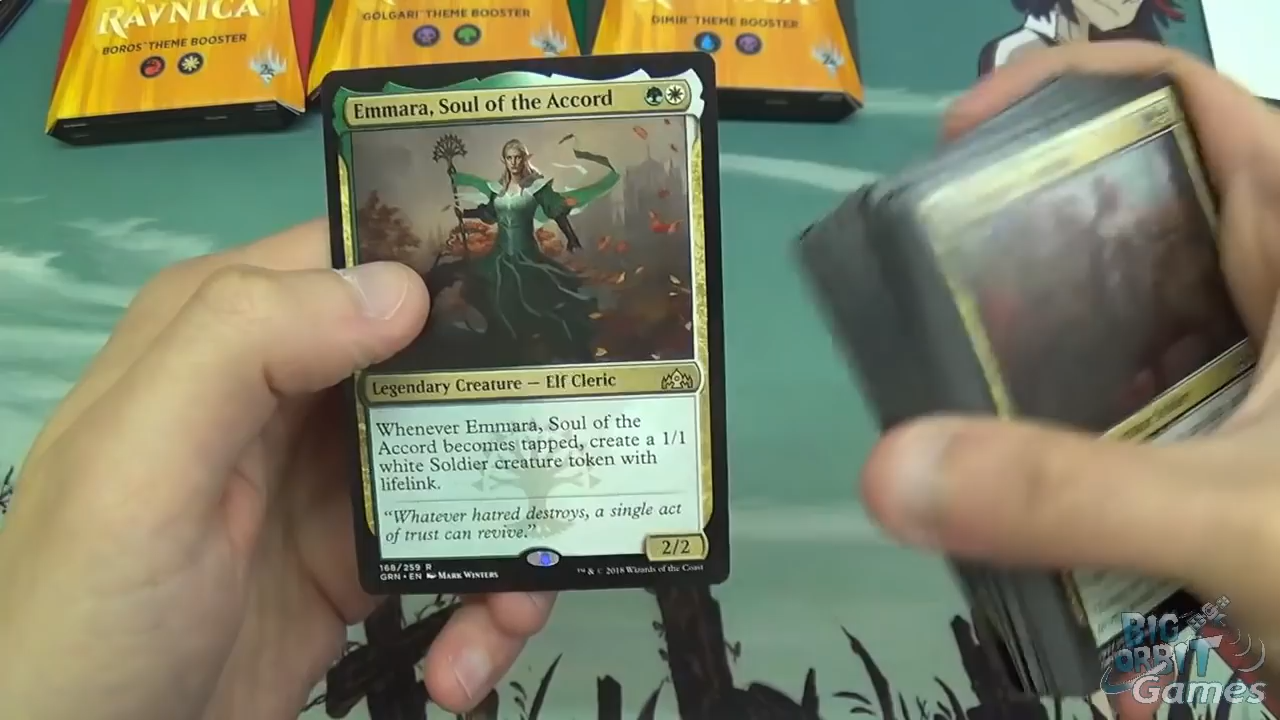 RAVNICA
BOROS THEME BOOSTER
GOLGARI THEME BOOSTER
DIMIR THEME BOOSTER
Emmara, Soul of the Accord
Legendary Creature — Elf Cleric
Whenever Emmara, Soul of the
Accord becomes tapped, create a 1/1
white Soldier creature token with
lifelink.
“Whatever hatred destroys, a single act
of trust can revive.”
2/2
168/259 R
GRN • EN MARK WINTERS
™ & © 2018 Wizards of the Coast
BIG
ORBIT
Games